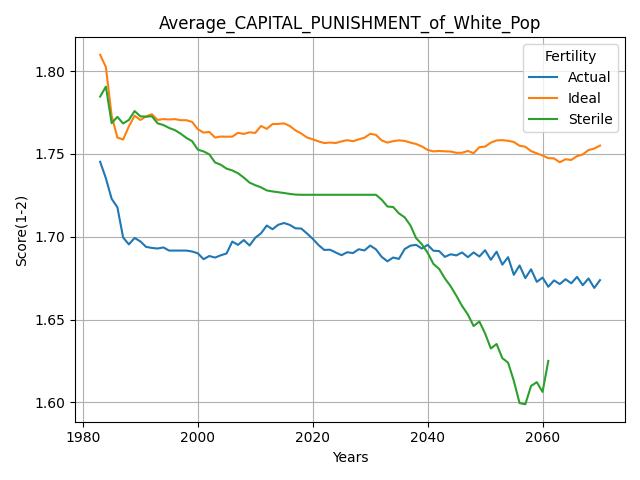 Average_CAPITAL_PUNISHMENT_of_White_Pop
Fertility
Actual
Ideal
Sterile
Score(1-2)
1.80
1.75
1.70
1.65
1.60
1980
2000
2020
2040
2060
Years